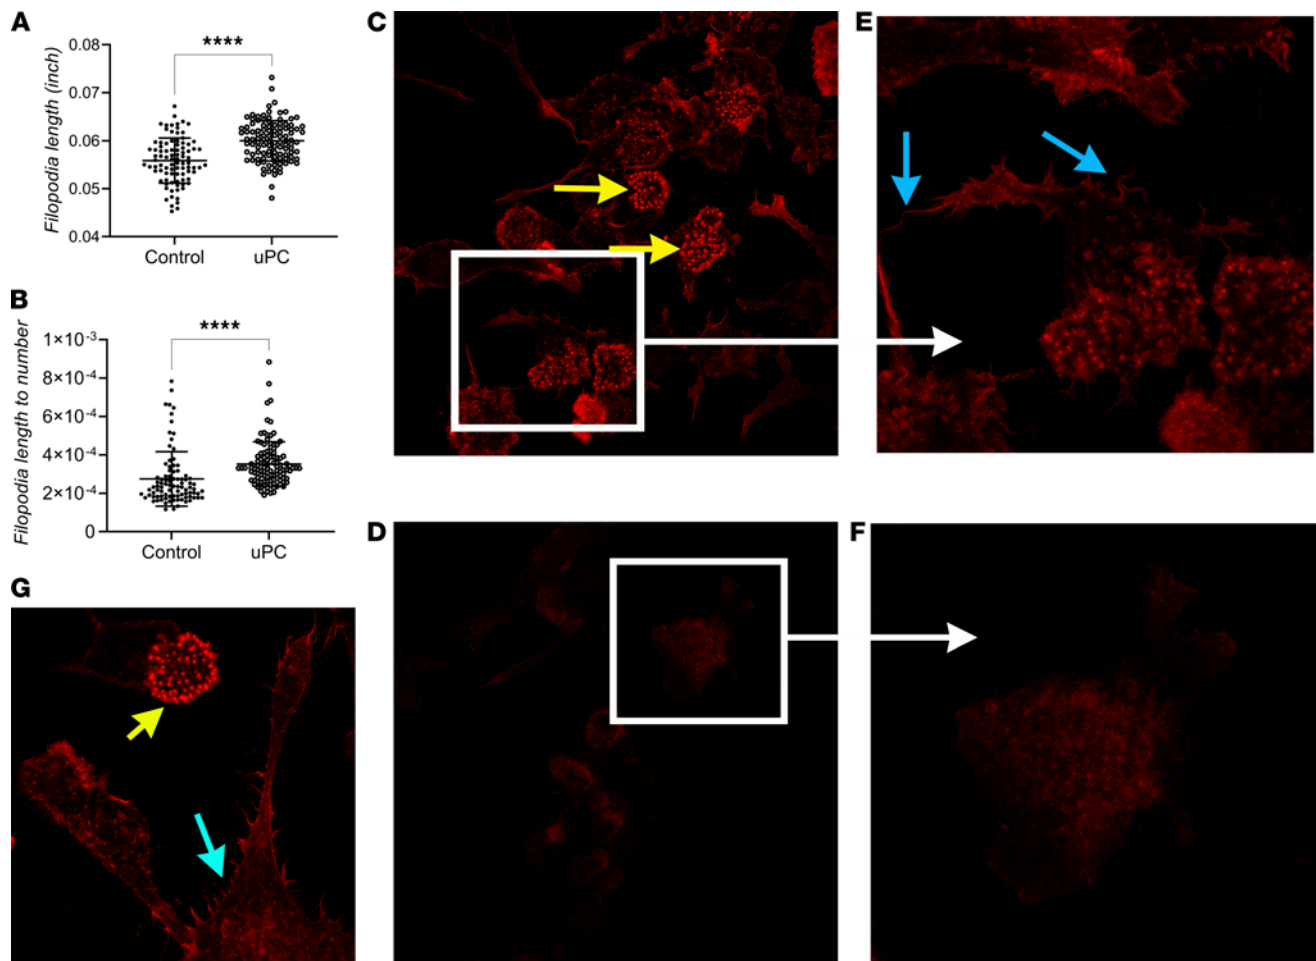 A
Filopodia length (inch)
0.08
0.07
0.06
0.05
0.04
****
Control
uPC
B
Filopodia length to number
1×10⁻³
8×10⁻⁴
6×10⁻⁴
4×10⁻⁴
2×10⁻⁴
0
****
Control
uPC
C
E
D
F
G